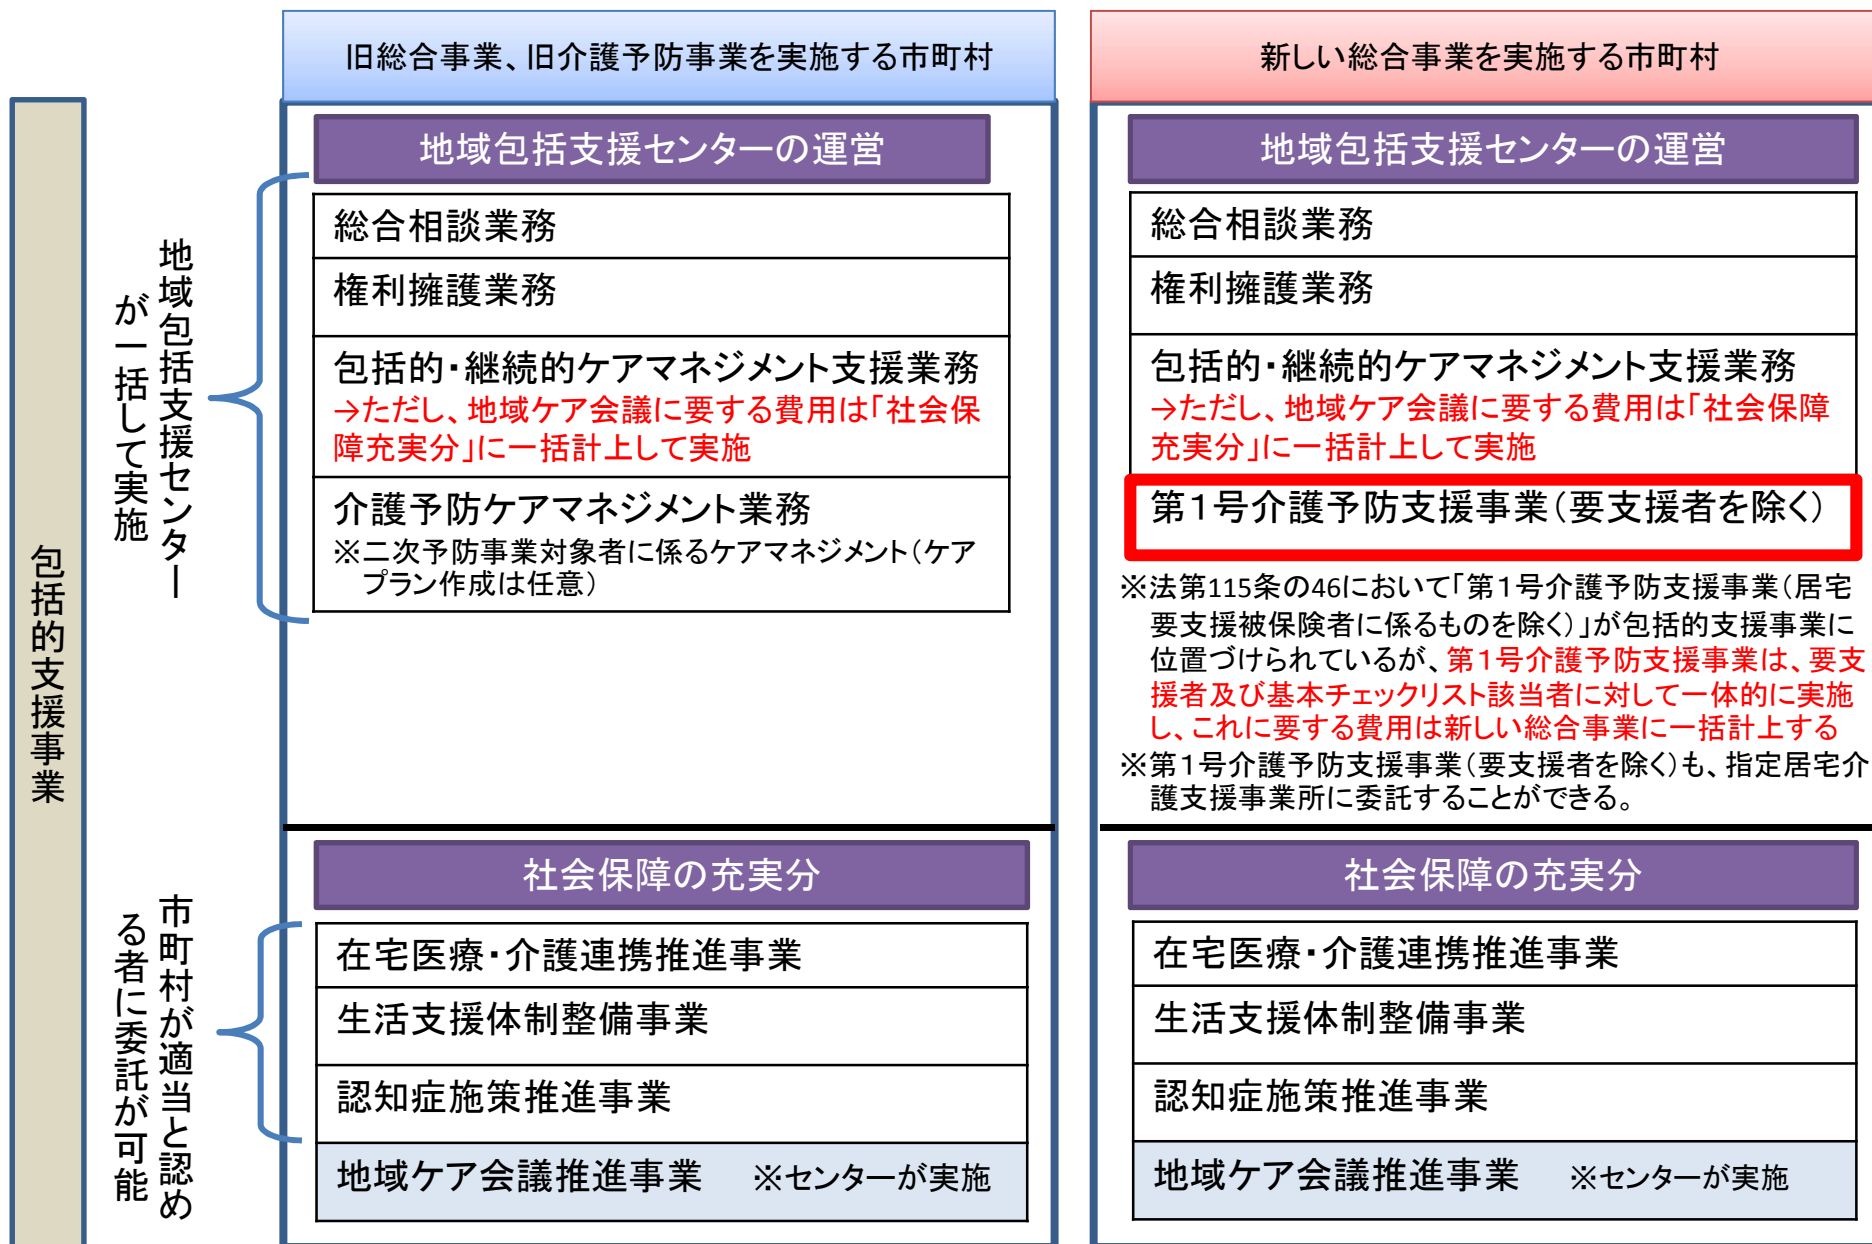 旧総合事業、旧介護予防事業を実施する市町村
新しい総合事業を実施する市町村
包括的支援事業
地域包括支援センター
が一括して実施
地域包括支援センターの運営
総合相談業務
権利擁護業務
包括的・継続的ケアマネジメント支援業務
→ただし、地域ケア会議に要する費用は「社会保
障充実分」に一括計上して実施
介護予防ケアマネジメント業務
※二次予防事業対象者に係るケアマネジメント（ケア
プラン作成は任意）
地域包括支援センターの運営
総合相談業務
権利擁護業務
包括的・継続的ケアマネジメント支援業務
→ただし、地域ケア会議に要する費用は「社会保障
充実分」に一括計上して実施
第１号介護予防支援事業（要支援者を除く）
※法第115条の46において「第１号介護予防支援事業（居宅
要支援被保険者に係るものを除く）」が包括的支援事業に
位置づけられているが、第１号介護予防支援事業は、要支
援者及び基本チェックリスト該当者に対して一体的に実施
し、これに要する費用は新しい総合事業に一括計上する
※第１号介護予防支援事業（要支援者を除く）も、指定居宅介
護支援事業所に委託することができる。
市町村が適当と認め
る者に委託が可能
社会保障の充実分
在宅医療・介護連携推進事業
生活支援体制整備事業
認知症施策推進事業
地域ケア会議推進事業　※センターが実施
社会保障の充実分
在宅医療・介護連携推進事業
生活支援体制整備事業
認知症施策推進事業
地域ケア会議推進事業　※センターが実施